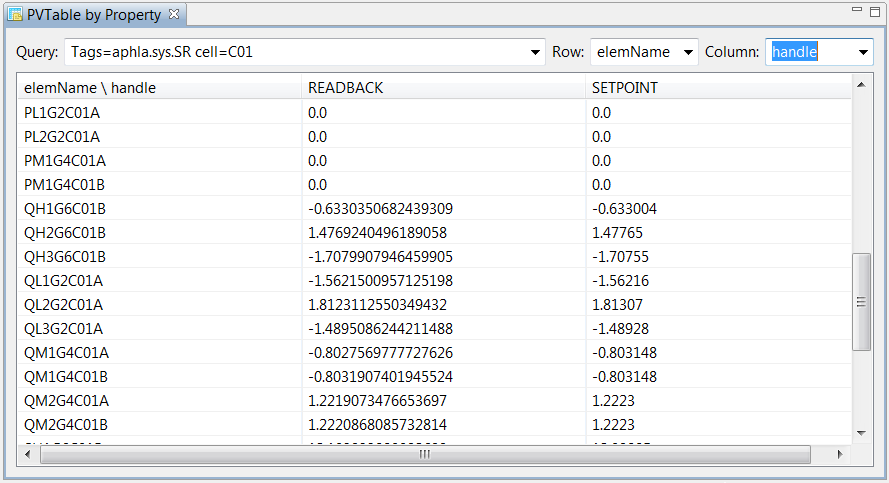 PVTable by Property
Query: Tags=aphla.sys.SR cell=C01 Row: elemName Column: handle
elemName \ handle READBACK SETPOINT
PL1G2C01A 0.0 0.0
PL2G2C01A 0.0 0.0
PM1G4C01A 0.0 0.0
PM1G4C01B 0.0 0.0
QH1G6C01B -0.6330350682439309 -0.633004
QH2G6C01B 1.4769240496189058 1.47765
QH3G6C01B -1.7079907946459905 -1.70755
QL1G2C01A -1.5621500957125198 -1.56216
QL2G2C01A 1.8123112550349432 1.81307
QL3G2C01A -1.4895086244211488 -1.48928
QM1G4C01A -0.8027569777727626 -0.803148
QM1G4C01B -0.8031907401945524 -0.803148
QM2G4C01A 1.2219073476653697 1.2223
QM2G4C01B 1.2220868085732814 1.2223